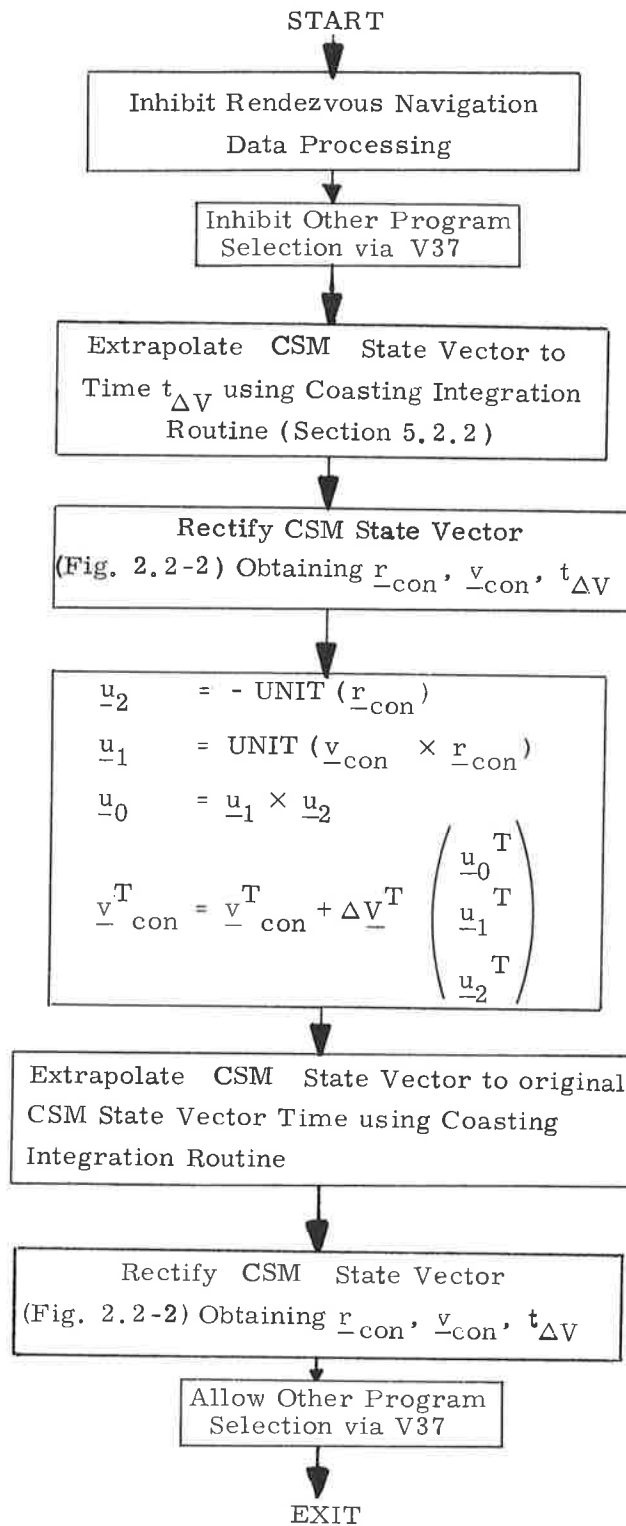 START
Inhibit Rendezvous Navigation
Data Processing
Inhibit Other Program
Selection via V37
Extrapolate CSM State Vector to
Time t_ΔV using Coasting Integration
Routine (Section 5.2.2)
Rectify CSM State Vector
(Fig. 2.2-2) Obtaining r_con, v_con, t_ΔV
u_2 = - UNIT (r_con)
u_1 = UNIT (v_con × r_con)
u_0 = u_1 × u_2
v^T_con = v^T_con + ΔV^T (u_0^T
u_1^T
u_2^T)
Extrapolate CSM State Vector to original
CSM State Vector Time using Coasting
Integration Routine
Rectify CSM State Vector
(Fig. 2.2-2) Obtaining r_con, v_con, t_ΔV
Allow Other Program
Selection via V37
EXIT